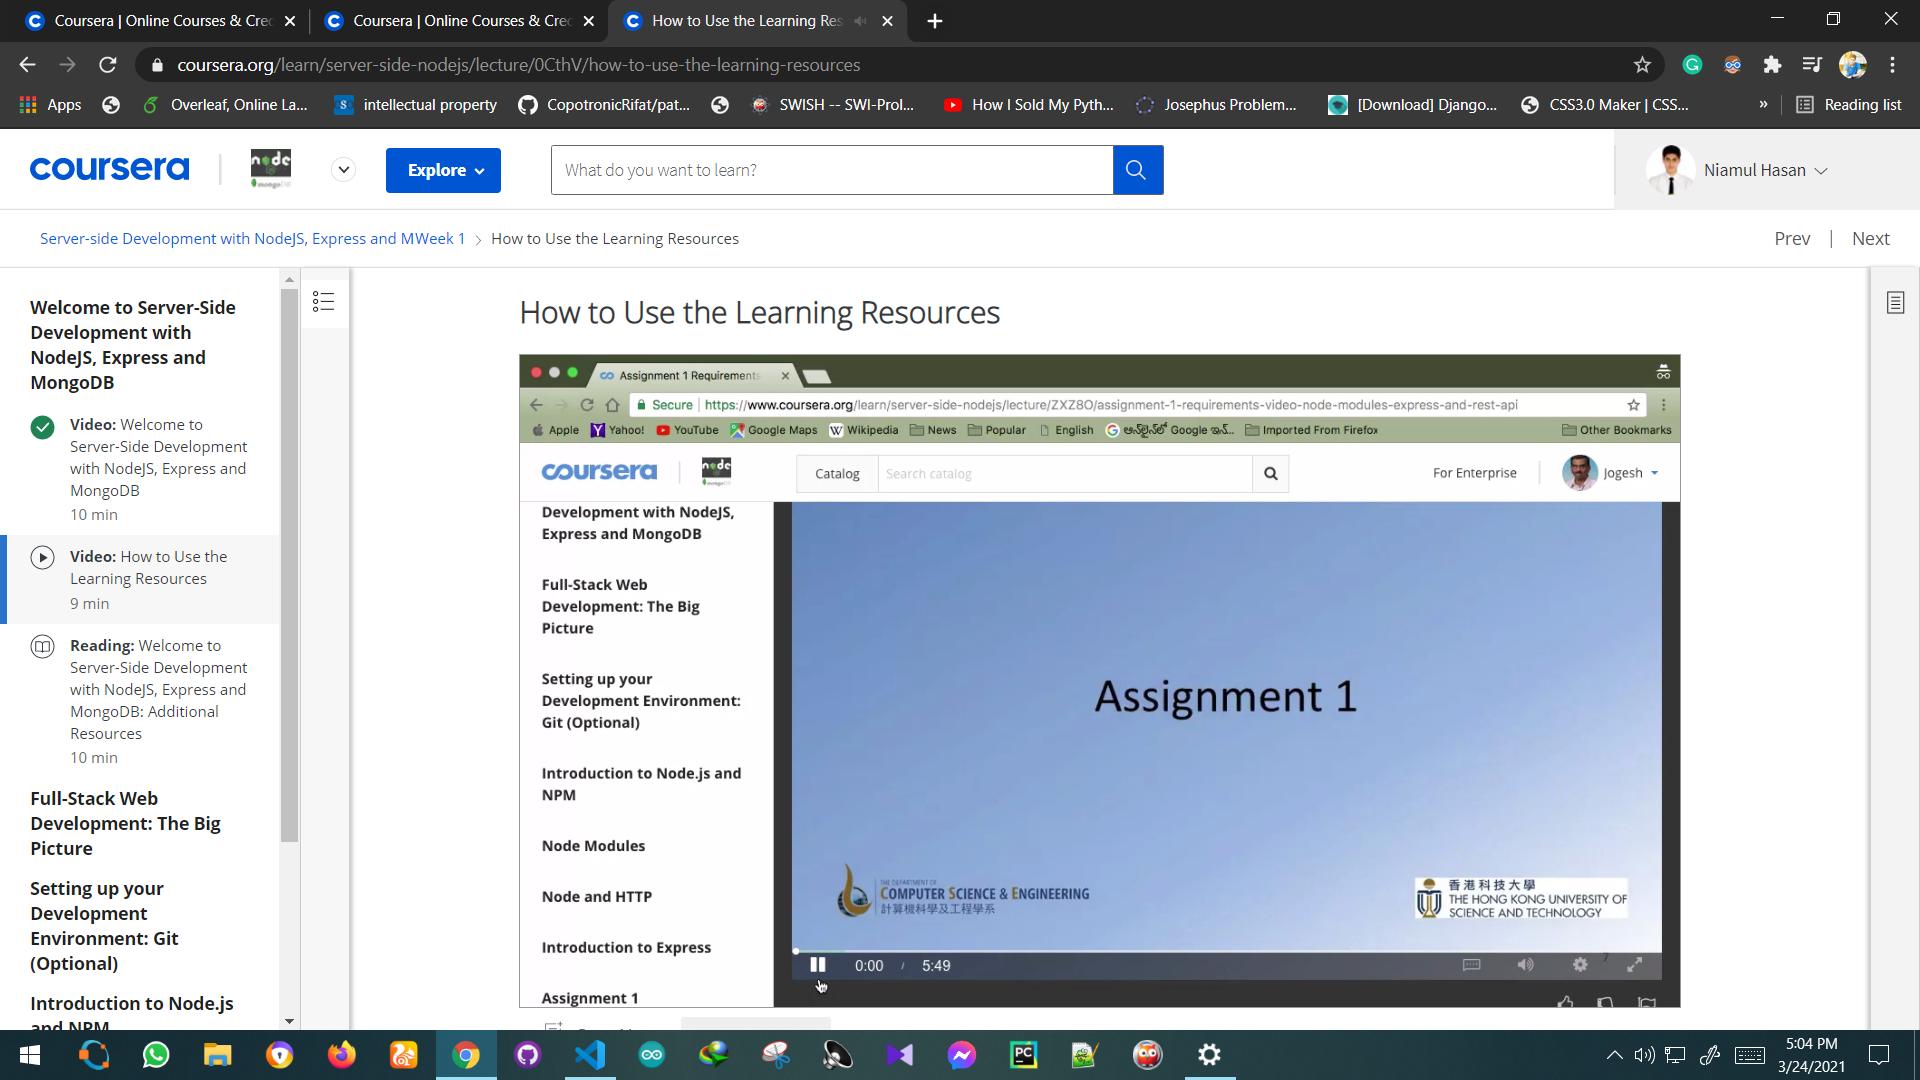 Coursera | Online Courses & Cre
Coursera | Online Courses & Cre
How to Use the Learning Res
coursera.org/learn/server-side-nodejs/lecture/0CthV/how-to-use-the-learning-resources
Apps
Overleaf, Online La...
intellectual property
CopotronicRifat/pat...
SWISH -- SWI-Prol...
How I Sold My Pyth...
Josephus Problem...
[Download] Django...
CSS3.0 Maker | CSS...
»
Reading list
coursera
node
mongoDB
Explore
What do you want to learn?
Niamul Hasan
Server-side Development with NodeJS, Express and MWeek 1 > How to Use the Learning Resources
Prev | Next
Welcome to Server-Side
Development with
NodeJS, Express and
MongoDB
Video: Welcome to
Server-Side Development
with NodeJS, Express and
MongoDB
10 min
Video: How to Use the
Learning Resources
9 min
Reading: Welcome to
Server-Side Development
with NodeJS, Express and
MongoDB: Additional
Resources
10 min
Full-Stack Web
Development: The Big
Picture
Setting up your
Development
Environment: Git
(Optional)
Introduction to Node.js
and NPM
How to Use the Learning Resources
Assignment 1 Requirements
Secure | https://www.coursera.org/learn/server-side-nodejs/lecture/ZXZ8O/assignment-1-requirements-video-node-modules-express-and-rest-api
Apple
Yahoo!
YouTube
Google Maps
Wikipedia
News
Popular
English
Imported From Firefox
Other Bookmarks
coursera
node
Catalog
Search catalog
For Enterprise
Jogesh
Development with NodeJS,
Express and MongoDB
Full-Stack Web
Development: The Big
Picture
Setting up your
Development Environment:
Git (Optional)
Introduction to Node.js and
NPM
Node Modules
Node and HTTP
Introduction to Express
Assignment 1
Assignment 1
THE DEPARTMENT OF
COMPUTER SCIENCE & ENGINEERING
計算機科學及工程學系
香港科技大學
THE HONG KONG UNIVERSITY OF
SCIENCE AND TECHNOLOGY
0:00 / 5:49
5:04 PM
3/24/2021